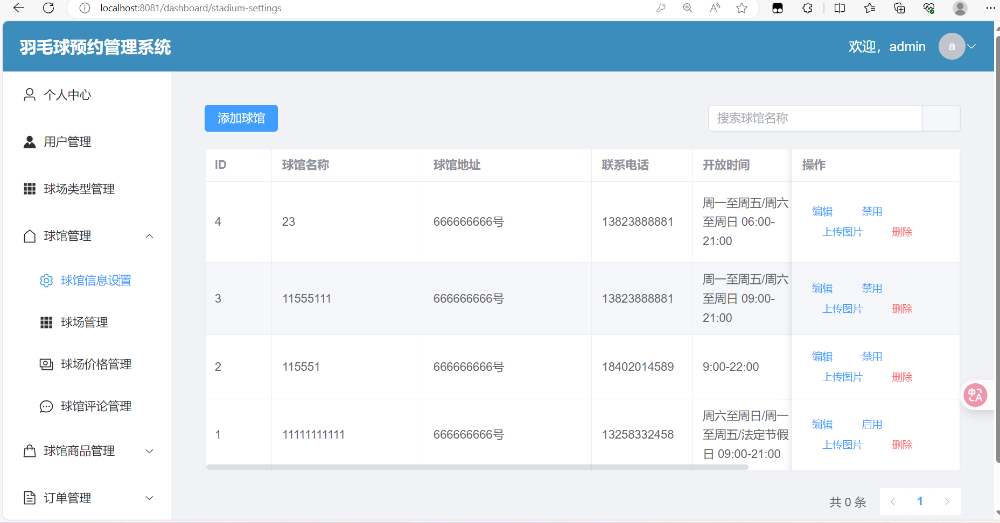 localhost:8081/dashboard/stadium-settings
羽毛球预约管理系统
欢迎，admin
a
个人中心
用户管理
球场类型管理
球馆管理
球馆信息设置
球场管理
球场价格管理
球馆评论管理
球馆商品管理
订单管理
添加球馆
搜索球馆名称
ID 球馆名称 球馆地址 联系电话 开放时间 操作
4 23 666666666号 13823888881
周一至周五/周六
至周日 06:00-
21:00
编辑 禁用
上传图片 删除
3 11555111 666666666号 13823888881
周一至周五/周六
至周日 09:00-
21:00
编辑 禁用
上传图片 删除
2 115551 666666666号 18402014589 9:00-22:00
编辑 禁用
上传图片 删除
1 11111111111 666666666号 13258332458
周六至周日/周一
至周五/法定节假
日 09:00-21:00
编辑 启用
上传图片 删除
共 0 条
1